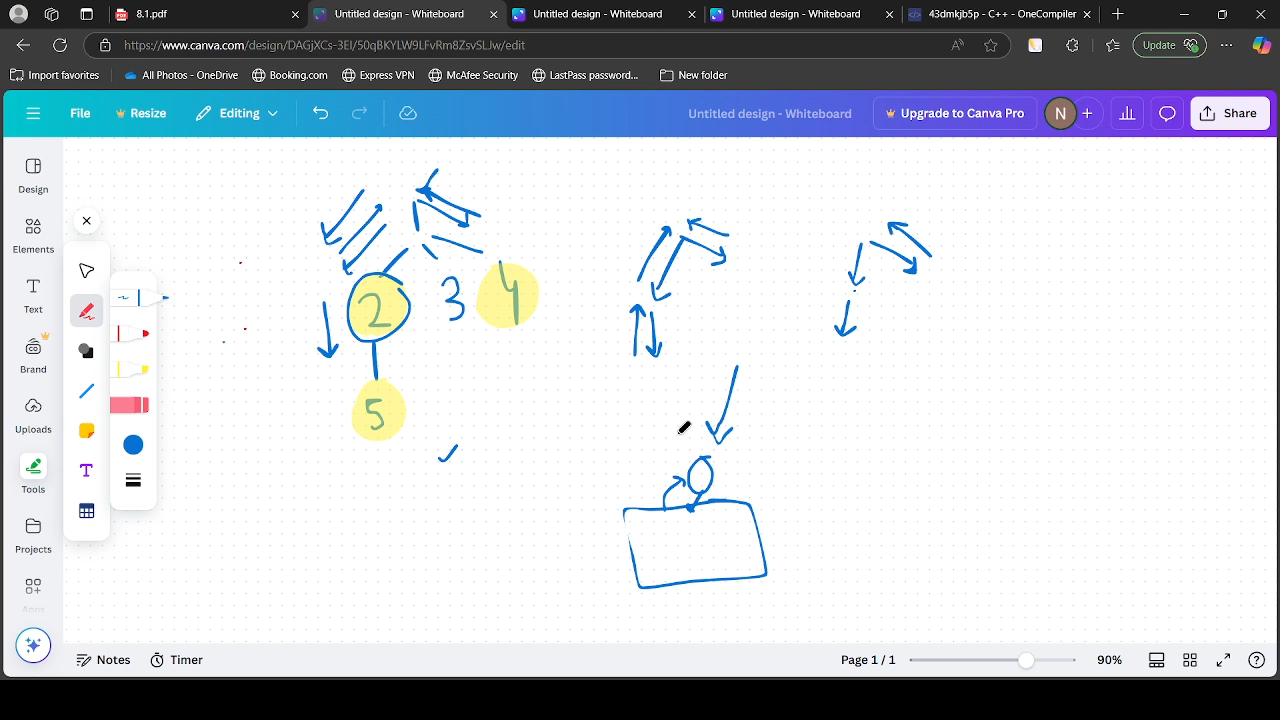 8.1.pdf
Untitled design - Whiteboard
Untitled design - Whiteboard
Untitled design - Whiteboard
43dmkjb5p - C++ - OneCompiler
https://www.canva.com/design/DAGjXCs-3EI/50qBKYLW9LFvRm8ZsvSLJw/edit
Update
Import favorites
All Photos - OneDrive
Booking.com
Express VPN
McAfee Security
LastPass password...
New folder
File
Resize
Editing
Untitled design - Whiteboard
Upgrade to Canva Pro
N
Share
Design
Elements
Text
Brand
Uploads
Tools
Projects
Apps
T
T
2 3 4
5
Notes
Timer
Page 1 / 1
90%